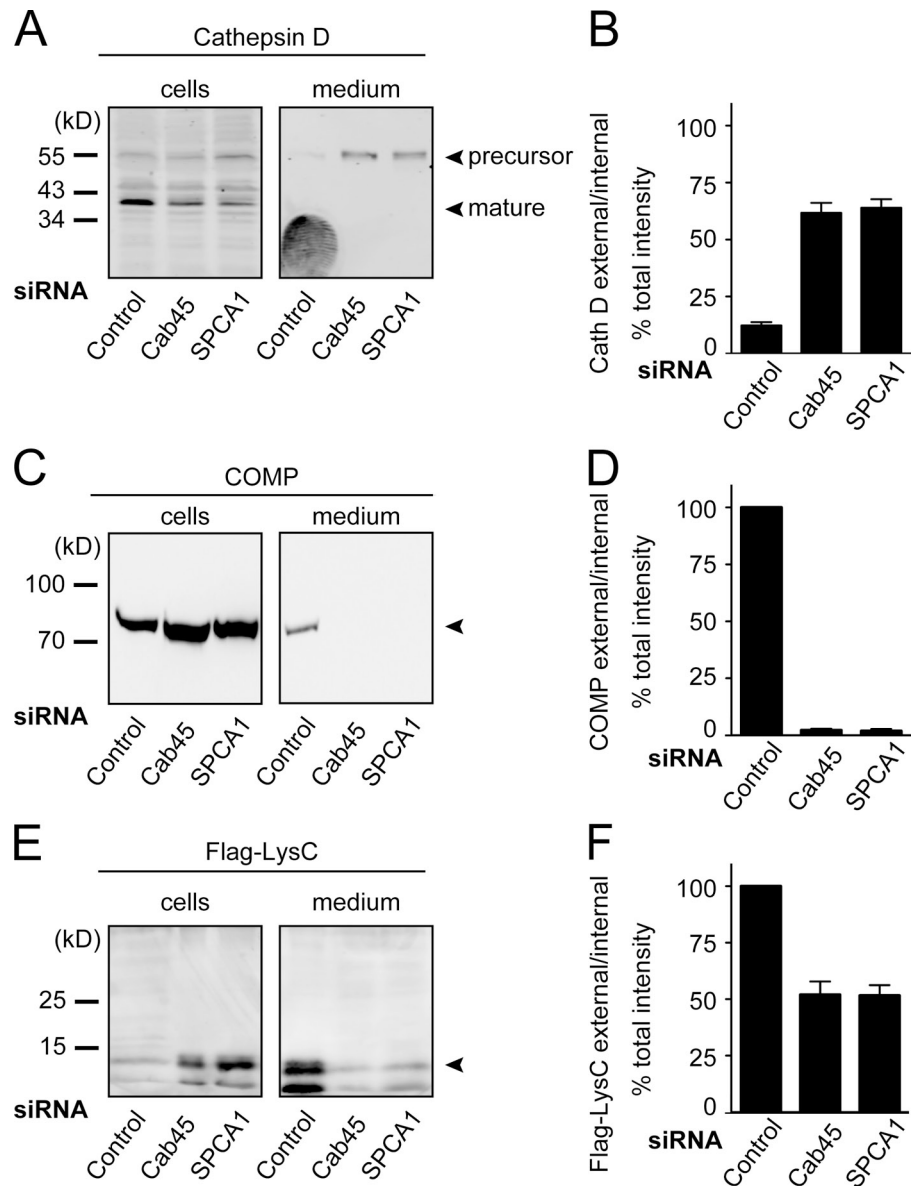 A
Cathepsin D
cells medium
(kD)
55
43
34
precursor
mature
siRNA
Control Cab45 SPCA1 Control Cab45 SPCA1
B
Cath D external/internal
% total intensity
100
75
50
25
0
siRNA
Control Cab45 SPCA1
C
COMP
cells medium
(kD)
100
70
siRNA
Control Cab45 SPCA1 Control Cab45 SPCA1
D
COMP external/internal
% total intensity
100
75
50
25
0
siRNA
Control Cab45 SPCA1
E
Flag-LysC
cells medium
(kD)
25
15
siRNA
Control Cab45 SPCA1 Control Cab45 SPCA1
F
Flag-LysC external/internal
% total intensity
100
75
50
25
0
siRNA
Control Cab45 SPCA1